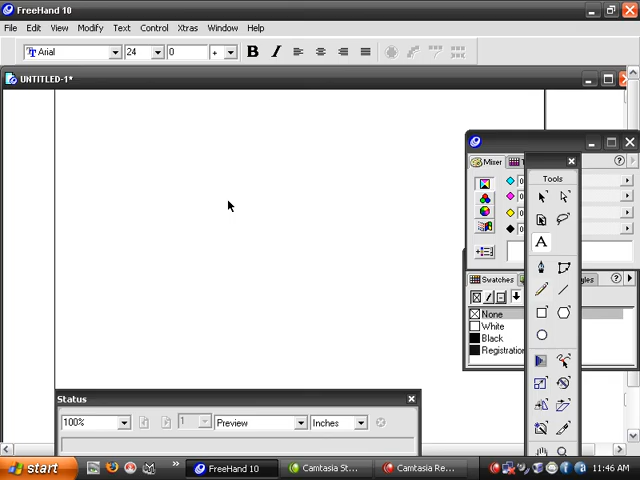 FreeHand 10
File Edit View Modify Text Control Xtras Window Help
Arial 24 0 + B I
UNTITLED-1*
Mixer
Tools
A
Swatches
None
White
Black
Registration
Status
100% 1 Preview Inches
start FreeHand 10 Camtasia St... Camtasia Re... 11:46 AM